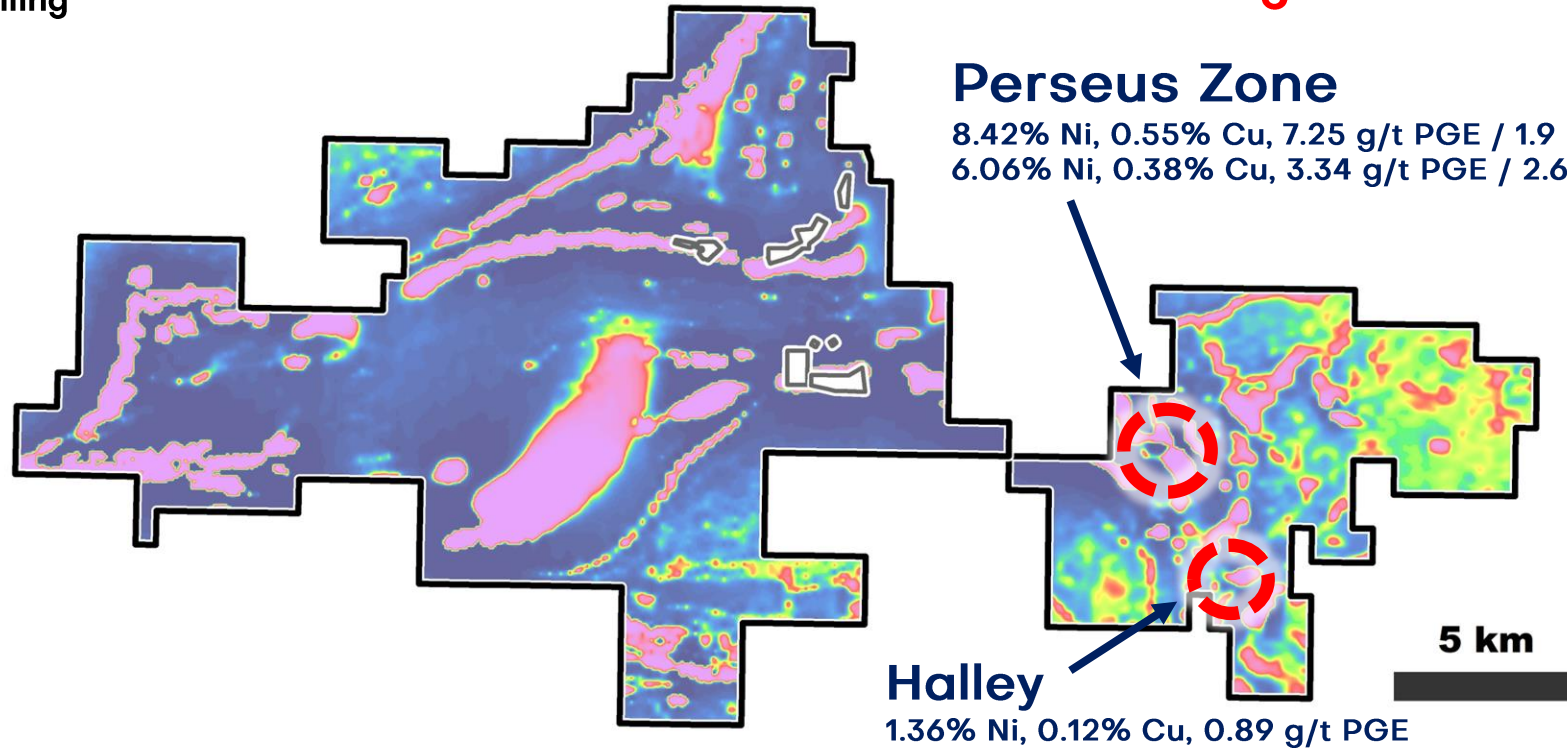 Perseus Zone
8.42% Ni, 0.55% Cu, 7.25 g/t PGE / 1.9
6.06% Ni, 0.38% Cu, 3.34 g/t PGE / 2.6
5 km
Halley
1.36% Ni, 0.12% Cu, 0.89 g/t PGE